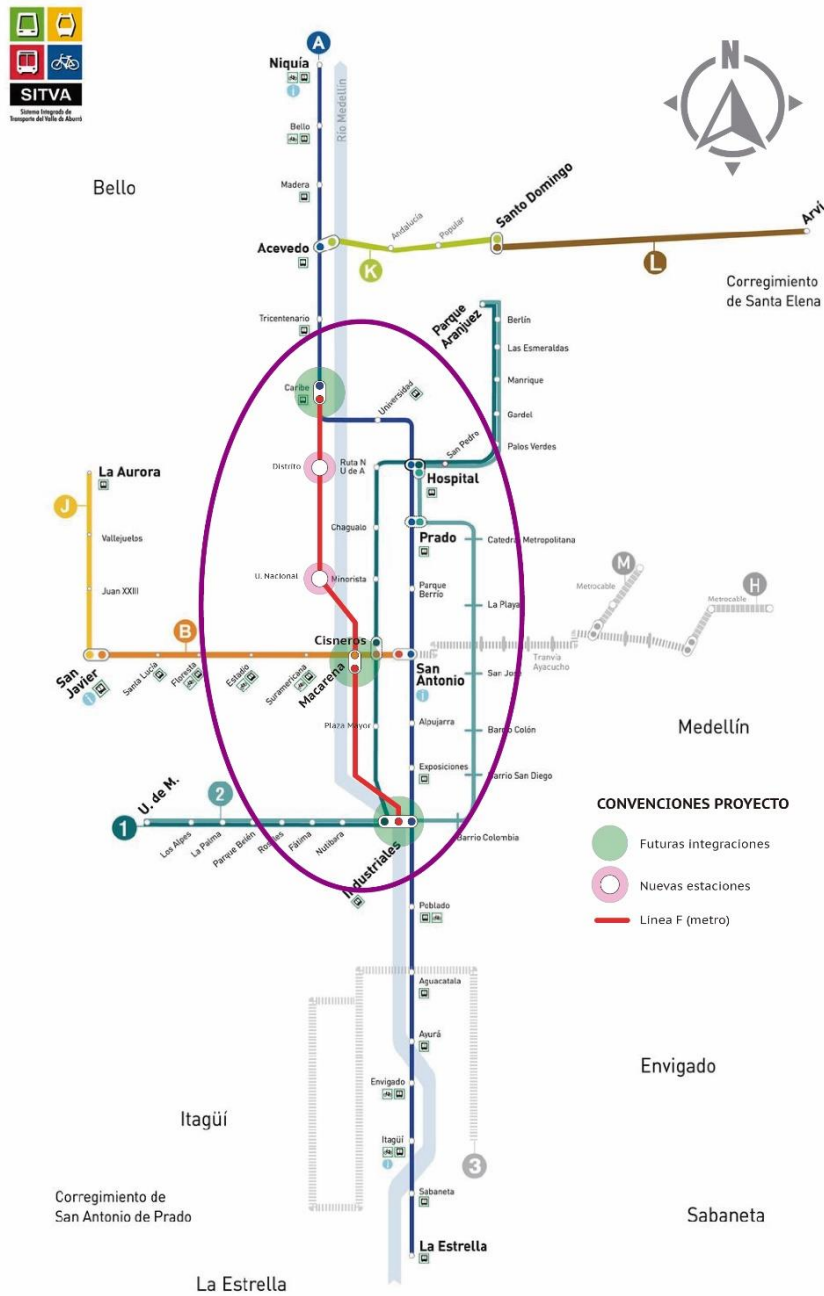 SITVA
Sistema Integrado de
Transporte del Valle de Aburrá
A
Niquía
Río Medellín
N
Bello
Bello
Madera
Acevedo
K
Andalucía
Popular
Santo Domingo
L
Arví
Corregimiento
de Santa Elena
Tricentenario
Parque
Aranjuez
Berlín
Las Esmeraldas
Manrique
Gardel
Palos Verdes
Caribe
Universidad
San Pedro
Distrito
Ruta N
U de A
Hospital
La Aurora
J
Vallejuelos
Juan XXIII
Chagualo
Prado
Catedral Metropolitana
U. Nacional
Minorista
Parque
Berrío
La Playa
M
Metrocable
H
Metrocable
B
Cisneros
San
Javier
Santa Lucía
Floresta
Estadio
Suramericana
Macarena
San
Antonio
Tranvía
Ayacucho
San José
Plaza Mayor
Alpujarra
Barrio Colón
Medellín
Exposiciones
Barrio San Diego
1
U. de M.
2
Los Alpes
La Palma
Parque Belén
Rosales
Fátima
Nutibara
Industriales
Barrio Colombia
CONVENCIONES PROYECTO
Futuras integraciones
Nuevas estaciones
Línea F (metro)
Poblado
Aguacatala
Ayurá
Envigado
Envigado
Itagüí
Itagüí
3
Sabaneta
Corregimiento de
San Antonio de Prado
Sabaneta
La Estrella
La Estrella